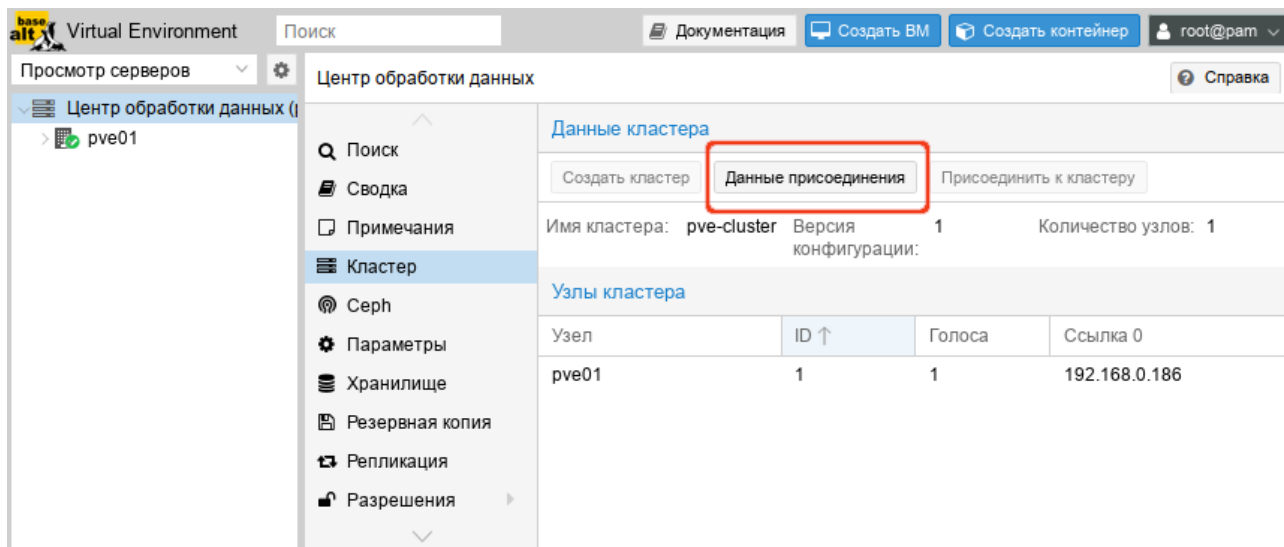 base alt Virtual Environment Поиск Документация Создать ВМ Создать контейнер root@pam
Просмотр серверов
Центр обработки данных Справка
Центр обработки данных (
pve01
Поиск
Сводка
Примечания
Кластер
Ceph
Параметры
Хранилище
Резервная копия
Репликация
Разрешения
Данные кластера
Создать кластер Данные присоединения Присоединить к кластеру
Имя кластера: pve-cluster Версия конфигурации: 1 Количество узлов: 1
Узлы кластера
Узел ID ↑ Голоса Ссылка 0
pve01 1 1 192.168.0.186